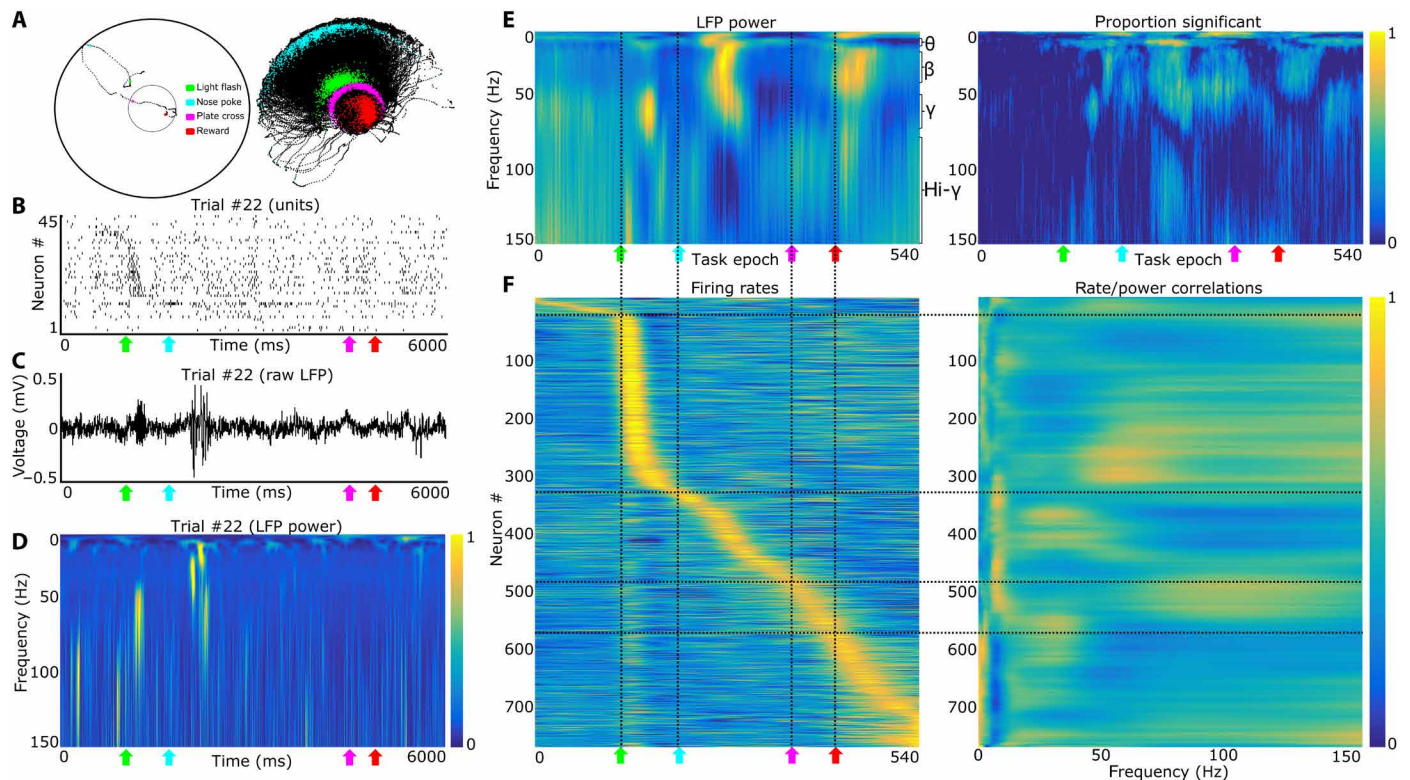 A
Light flash
Nose poke
Plate cross
Reward
B
Trial #22 (units)
45
Neuron #
1
0
Time (ms)
6000
C
Trial #22 (raw LFP)
0.5
Voltage (mV)
0
-0.5
0
Time (ms)
6000
D
Trial #22 (LFP power)
0
50
100
150
Frequency (Hz)
0
Time (ms)
6000
1
0
E
LFP power
0
50
100
150
Frequency (Hz)
θ
β
γ
Hi-γ
0
Task epoch
540
Proportion significant
0
50
100
150
0
Task epoch
540
1
0
F
Firing rates
100
200
300
400
500
600
700
Neuron #
0
540
Rate/power correlations
100
200
300
400
500
600
700
0
50
100
150
Frequency (Hz)
1
0